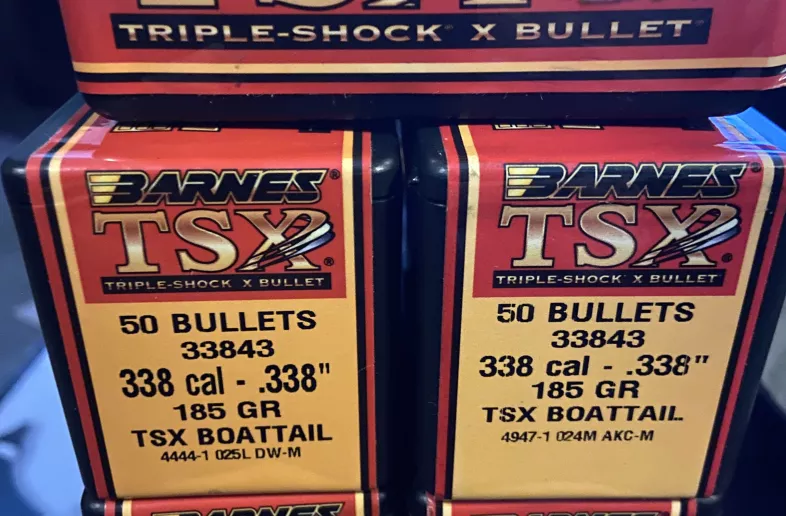 TRIPLE-SHOCK X BULLET
BARNES®
TSX®
TRIPLE-SHOCK X BULLET
50 BULLETS
33843
338 cal - .338"
185 GR
TSX BOATTAIL
4444-1 025L DW-M
BARNES®
TSX®
TRIPLE-SHOCK X BULLET
50 BULLETS
33843
338 cal - .338"
185 GR
TSX BOATTAIL
4947-1 024M AKC-M
BARNES
BARNES